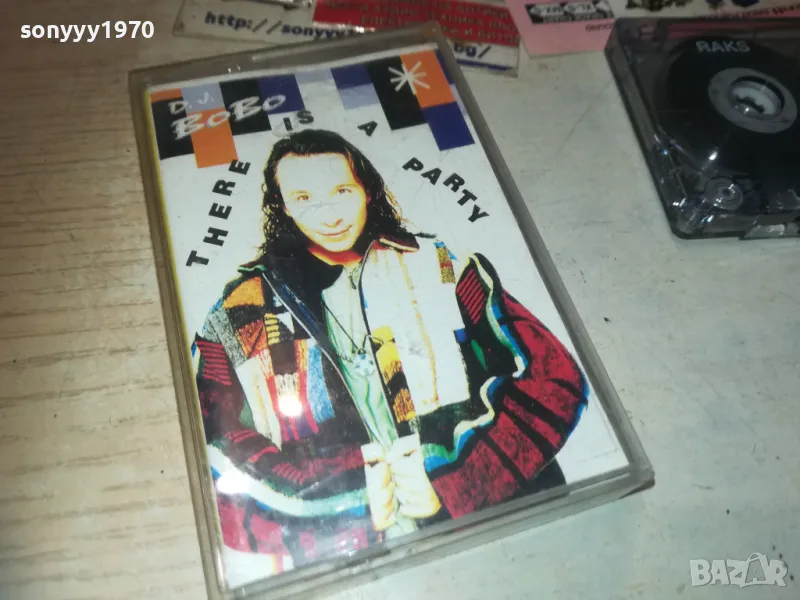 sonyyy1970
http://sonyyy
bg/
RAKS
D.J.
BOBO
THERE IS A PARTY
BAZAR